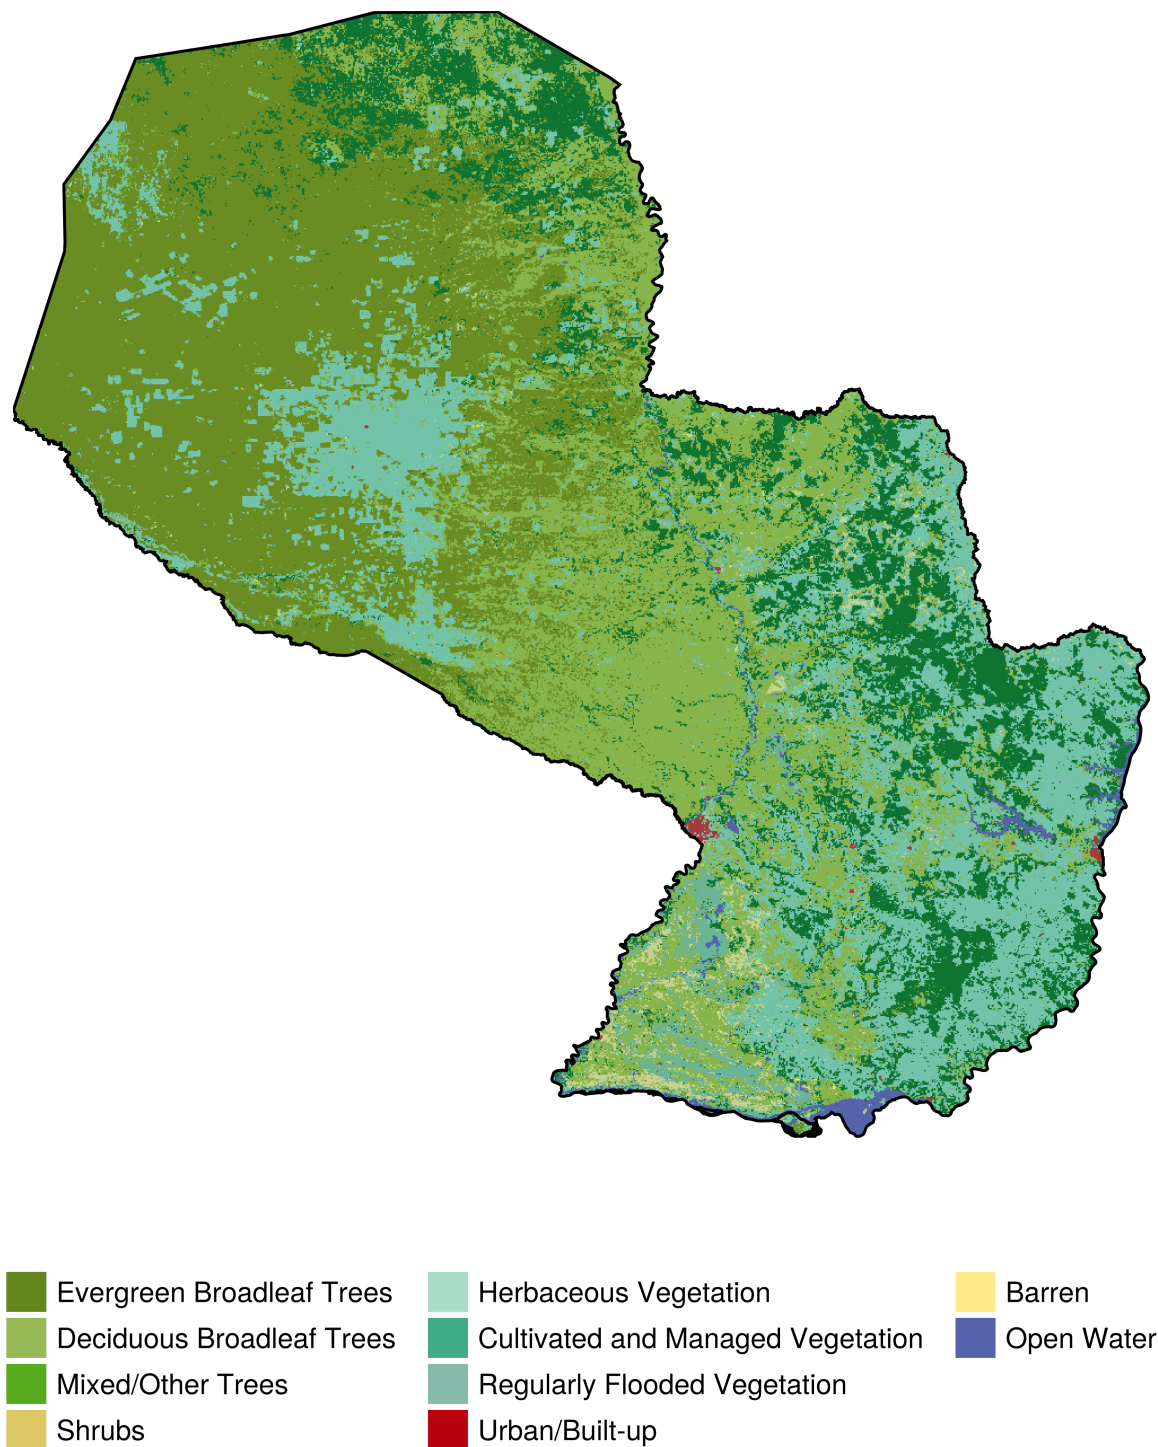 Evergreen Broadleaf Trees
Deciduous Broadleaf Trees
Mixed/Other Trees
Shrubs
Herbaceous Vegetation
Cultivated and Managed Vegetation
Regularly Flooded Vegetation
Urban/Built-up
Barren
Open Water